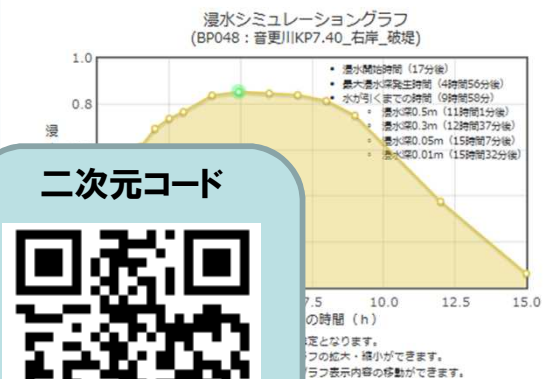 浸水シミュレーショングラフ
(BP048：音更川KP7.40_右岸_破堤)
1.0
• 浸水開始時間（17分後）
• 最大浸水深発生時間（4時間56分後）
0.8
• 水が引くまでの時間（9時間58分）
浸水深0.5m（11時間1分後）
浸水深0.3m（12時間37分後）
浸水深0.05m（15時間7分後）
浸水深0.01m（15時間32分後）
浸
二次元コード
7.5 10.0 12.5 15.0
の時間（h）
定となります。
フの拡大・縮小ができます。
グラフ表示内容の移動ができます。